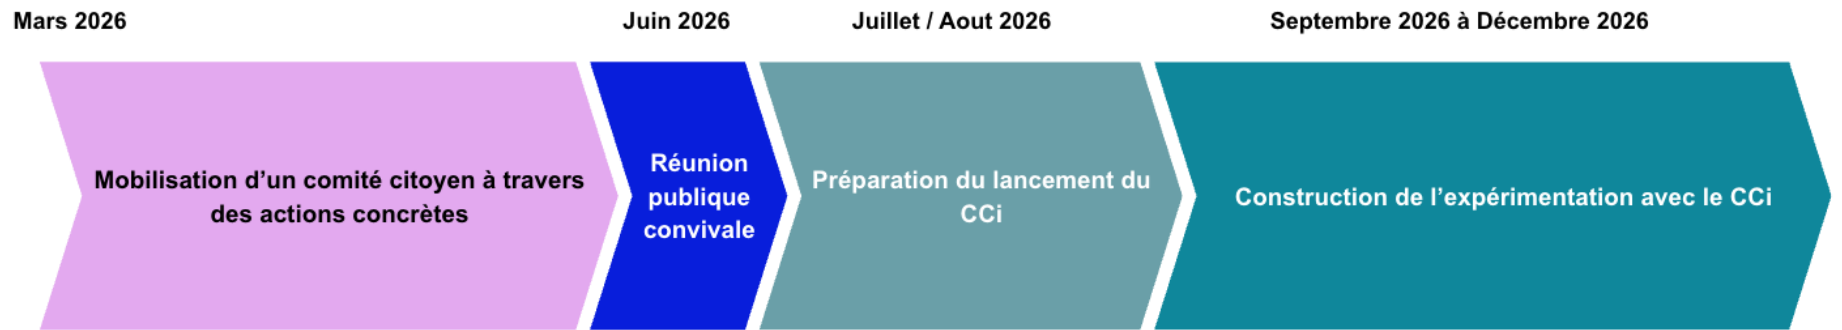 Mars 2026
Juin 2026
Juillet / Aout 2026
Septembre 2026 à Décembre 2026
Mobilisation d’un comité citoyen à travers
des actions concrètes
Réunion
publique
convivale
Préparation du lancement du
CCi
Construction de l’expérimentation avec le CCi